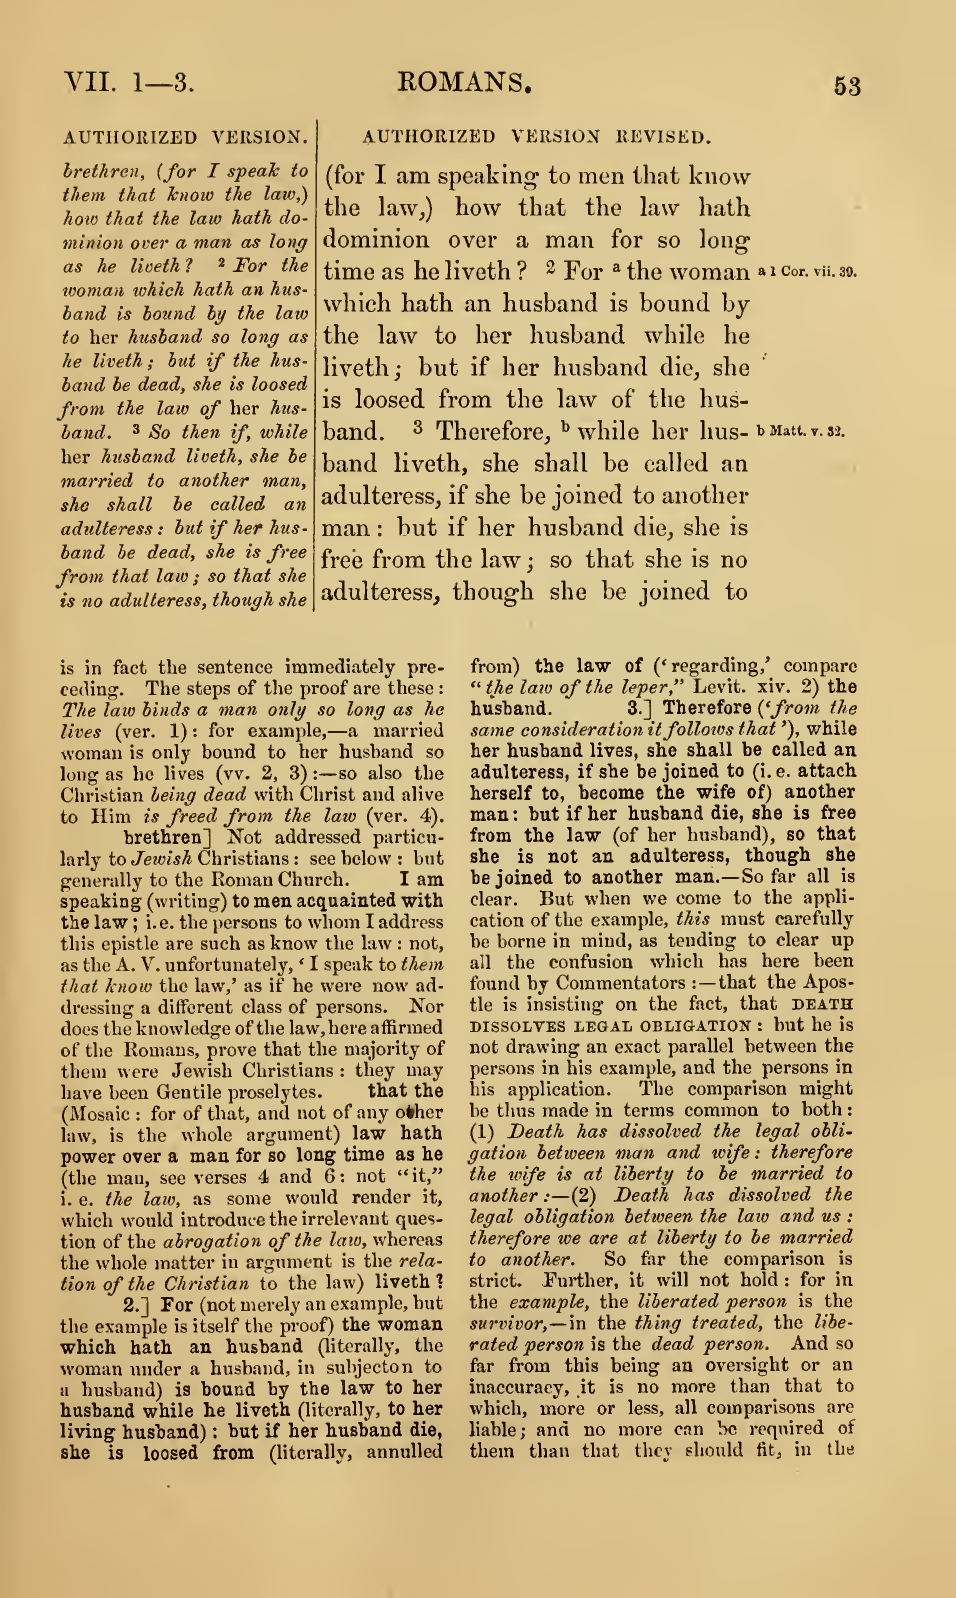 VII. 1—3.
ROMANS.
53
AUTHORIZED VERSION.
brethren, (for I speak to
them that know the law,)
how that the law hath do-
minion over a man as long
as he liveth? 2 For the
woman which hath an hus-
band is bound by the law
to her husband so long as
he liveth; but if the hus-
band be dead, she is loosed
from the law of her hus-
band. 3 So then if, while
her husband liveth, she be
married to another man,
she shall be called an
adulteress: but if her hus-
band be dead, she is free
from that law; so that she
is no adulteress, though she
AUTHORIZED VERSION REVISED.
(for I am speaking to men that know
the law,) how that the law hath
dominion over a man for so long
time as he liveth? 2 For a the woman
which hath an husband is bound by
the law to her husband while he
liveth; but if her husband die, she
is loosed from the law of the hus-
band. 3 Therefore, b while her hus-
band liveth, she shall be called an
adulteress, if she be joined to another
man: but if her husband die, she is
free from the law; so that she is no
adulteress, though she be joined to
a 1 Cor. vii. 39.
b Matt. v. 32.
is in fact the sentence immediately pre-
ceding. The steps of the proof are these:
The law binds a man only so long as he
lives (ver. 1): for example,—a married
woman is only bound to her husband so
long as he lives (vv. 2, 3):—so also the
Christian being dead with Christ and alive
to Him is freed from the law (ver. 4).
brethren] Not addressed particu-
larly to Jewish Christians: see below: but
generally to the Roman Church. I am
speaking (writing) to men acquainted with
the law; i.e. the persons to whom I address
this epistle are such as know the law: not,
as the A. V. unfortunately, ‘I speak to them
that know the law,’ as if he were now ad-
dressing a different class of persons. Nor
does the knowledge of the law, here affirmed
of the Romans, prove that the majority of
them were Jewish Christians: they may
have been Gentile proselytes. that the
(Mosaic: for of that, and not of any other
law, is the whole argument) law hath
power over a man for so long time as he
(the man, see verses 4 and 6: not “it,”
i. e. the law, as some would render it,
which would introduce the irrelevant ques-
tion of the abrogation of the law, whereas
the whole matter in argument is the rela-
tion of the Christian to the law) liveth?
2.] For (not merely an example, but
the example is itself the proof) the woman
which hath an husband (literally, the
woman under a husband, in subjecton to
a husband) is bound by the law to her
husband while he liveth (literally, to her
living husband): but if her husband die,
she is loosed from (literally, annulled
from) the law of (‘regarding,’ compare
“the law of the leper,” Levit. xiv. 2) the
husband. 3.] Therefore (‘from the
same consideration it follows that’), while
her husband lives, she shall be called an
adulteress, if she be joined to (i. e. attach
herself to, become the wife of) another
man: but if her husband die, she is free
from the law (of her husband), so that
she is not an adulteress, though she
be joined to another man.—So far all is
clear. But when we come to the appli-
cation of the example, this must carefully
be borne in mind, as tending to clear up
all the confusion which has here been
found by Commentators:—that the Apos-
tle is insisting on the fact, that DEATH
DISSOLVES LEGAL OBLIGATION: but he is
not drawing an exact parallel between the
persons in his example, and the persons in
his application. The comparison might
be thus made in terms common to both:
(1) Death has dissolved the legal obli-
gation between man and wife: therefore
the wife is at liberty to be married to
another:—(2) Death has dissolved the
legal obligation between the law and us:
therefore we are at liberty to be married
to another. So far the comparison is
strict. Further, it will not hold: for in
the example, the liberated person is the
survivor,—in the thing treated, the libe-
rated person is the dead person. And so
far from this being an oversight or an
inaccuracy, it is no more than that to
which, more or less, all comparisons are
liable; and no more can be required of
them than that they should fit, in the